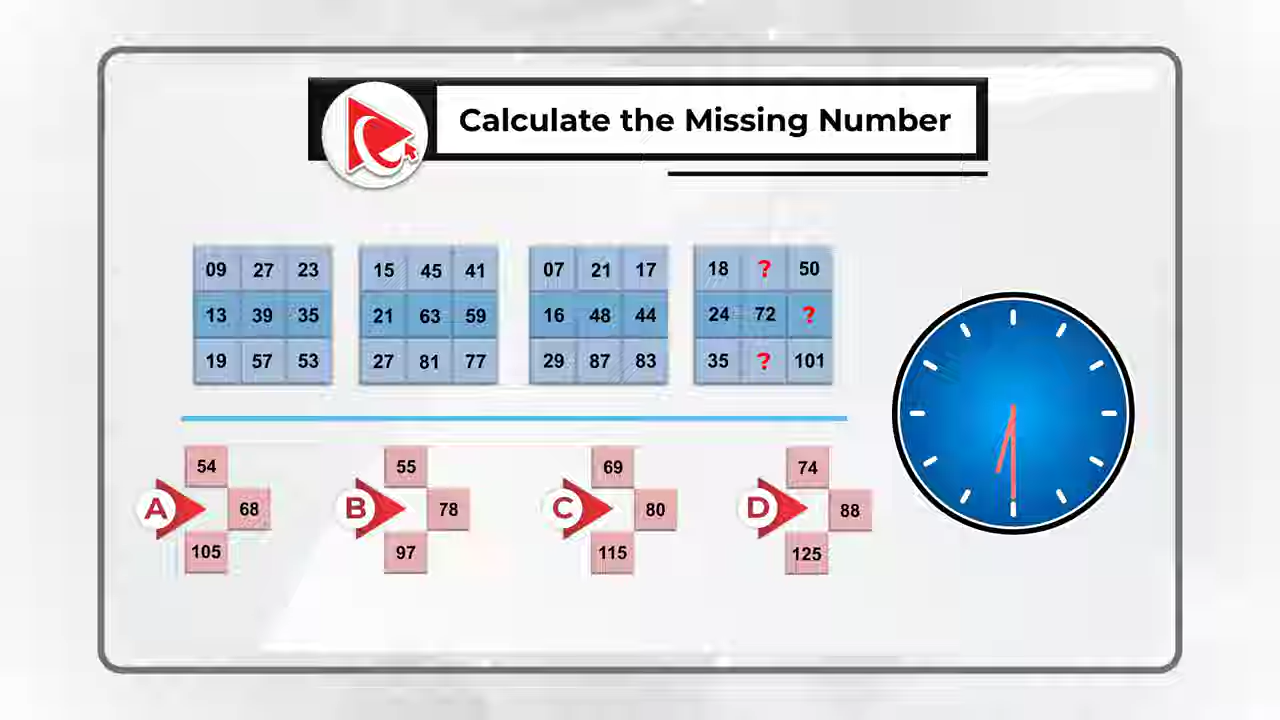 Calculate the Missing Number
09 27 23 15 45 41 07 21 17 18 ? 50
13 39 35 21 63 59 16 48 44 24 72 ?
19 57 53 27 81 77 29 87 83 35 ? 101
54 55 69 74
A 68 B 78 C 80 D 88
105 97 115 125